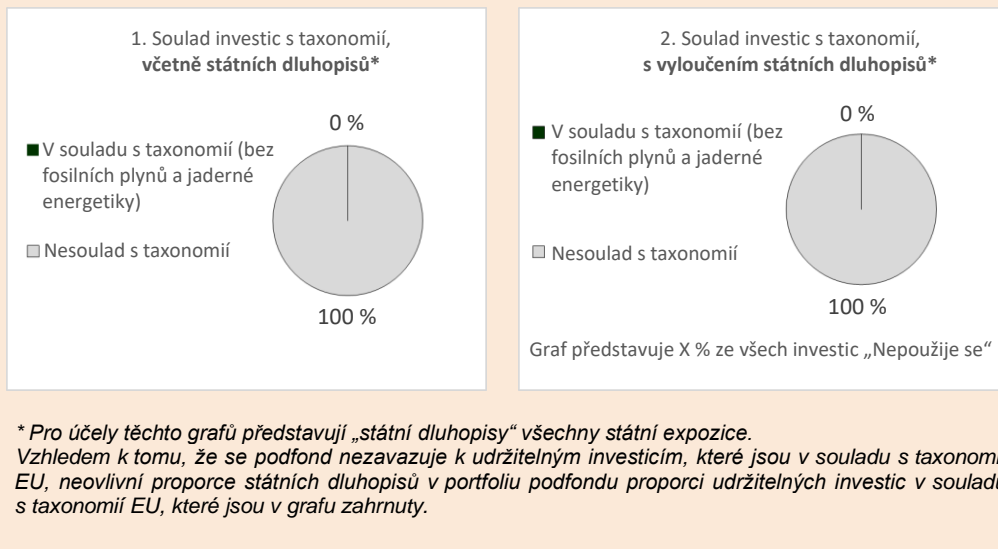 1. Soulad investic s taxonomií,
včetně státních dluhopisů*
0 %
V souladu s taxonomií (bez
fosilních plynů a jaderné
energetiky)
Nesoulad s taxonomií
100 %
2. Soulad investic s taxonomií,
s vyloučením státních dluhopisů*
0 %
V souladu s taxonomií (bez
fosilních plynů a jaderné
energetiky)
Nesoulad s taxonomií
100 %
Graf představuje X % ze všech investic „Nepoužije se“
* Pro účely těchto grafů představují „státní dluhopisy“ všechny státní expozice.
Vzhledem k tomu, že se podfond nezavazuje k udržitelným investicím, které jsou v souladu s taxonomi
EU, neovlivní proporce státních dluhopisů v portfoliu podfondu proporci udržitelných investic v souladu
s taxonomií EU, které jsou v grafu zahrnuty.